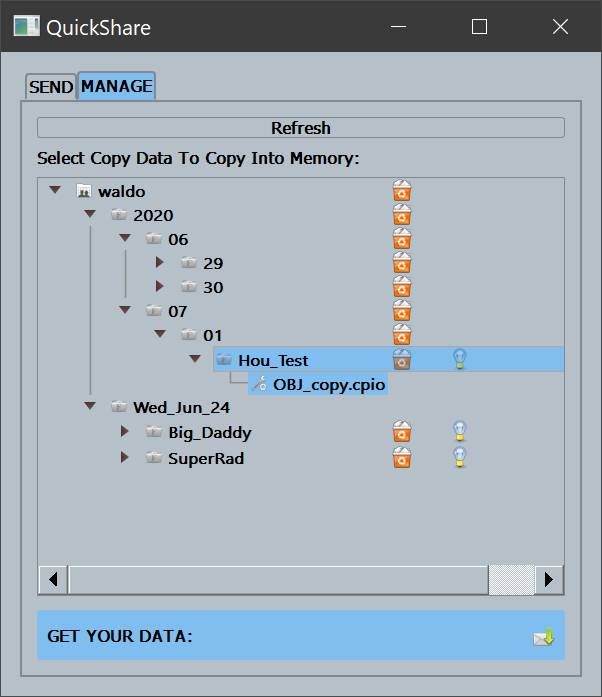 QuickShare
SEND MANAGE
Refresh
Select Copy Data To Copy Into Memory:
waldo
2020
06
29
30
07
01
Hou_Test
OBJ_copy.cpio
Wed_Jun_24
Big_Daddy
SuperRad
GET YOUR DATA: